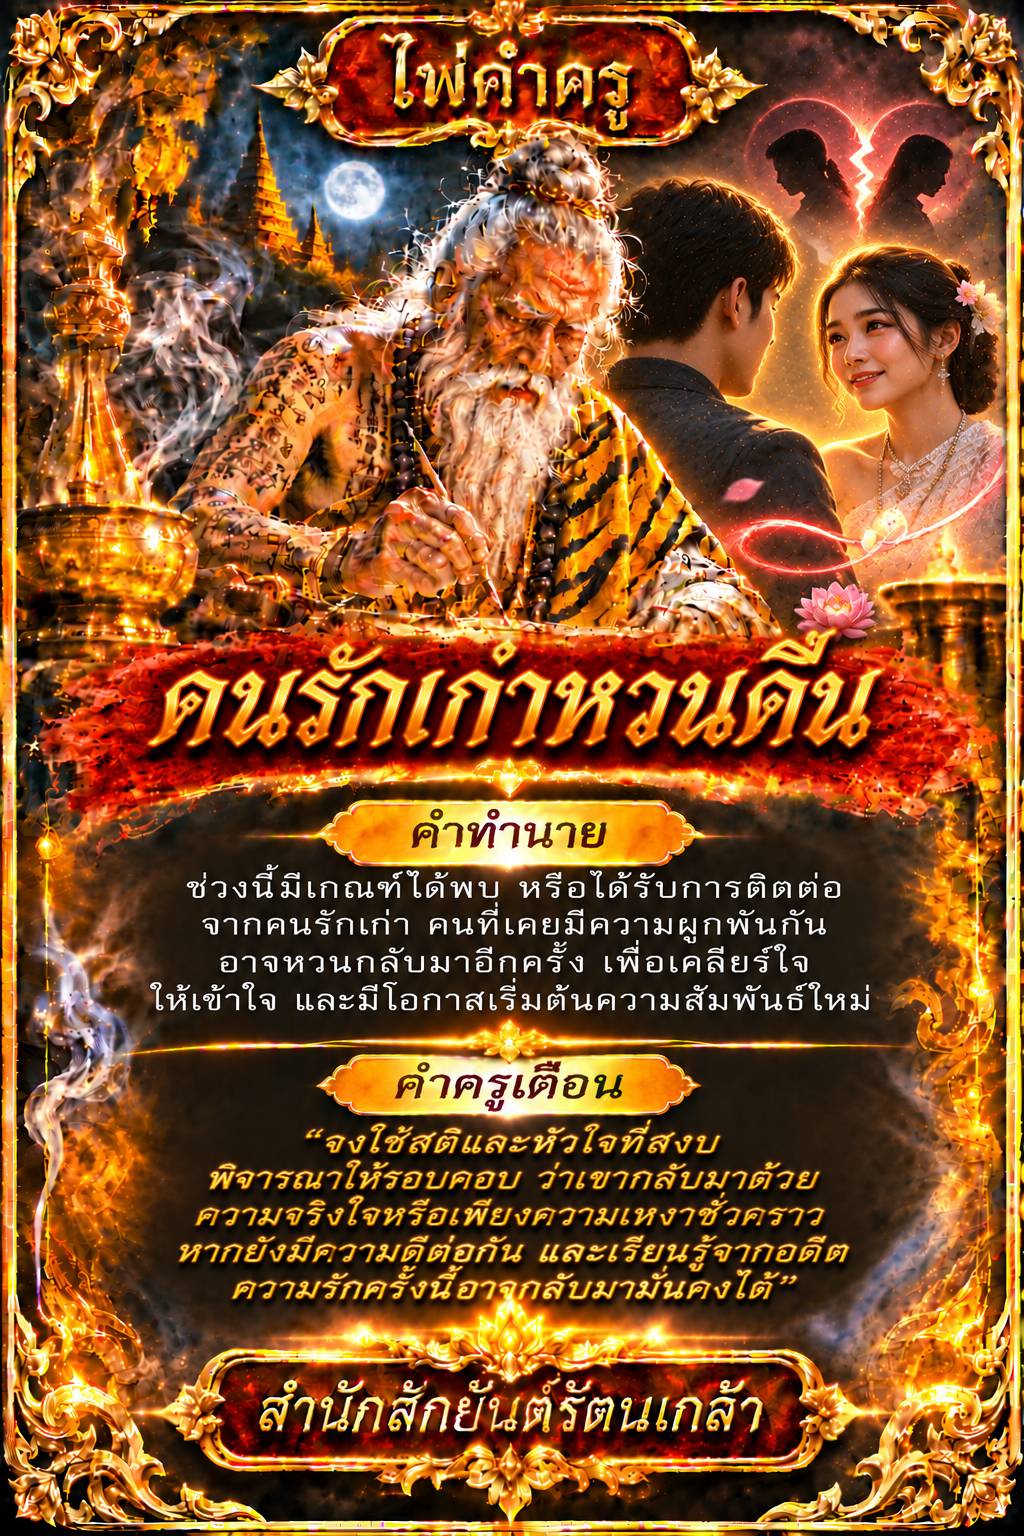 ไพ่คำครู
คนรักเก่าหวนคืน
คำทำนาย
ช่วงนี้มีเกณฑ์ได้พบ หรือได้รับการติดต่อ
จากคนรักเก่า คนที่เคยมีความผูกพันกัน
อาจหวนกลับมาอีกครั้ง เพื่อเคลียร์ใจ
ให้เข้าใจ และมีโอกาสเริ่มต้นความสัมพันธ์ใหม่
คำครูเตือน
“จงใช้สติและหัวใจที่สงบ
พิจารณาให้รอบคอบ ว่าเขากลับมาด้วย
ความจริงใจหรือเพียงความเหงาชั่วคราว
หากยังมีความดีต่อกัน และเรียนรู้จากอดีต
ความรักครั้งนี้อาจกลับมามั่นคงได้”
สำนักสักยันต์รัตนเกล้า